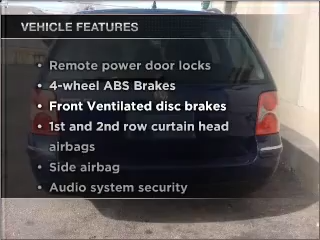 VEHICLE FEATURES
• Remote power door locks
• 4-wheel ABS Brakes
• Front Ventilated disc brakes
• 1st and 2nd row curtain head
airbags
• Side airbag
• Audio system security